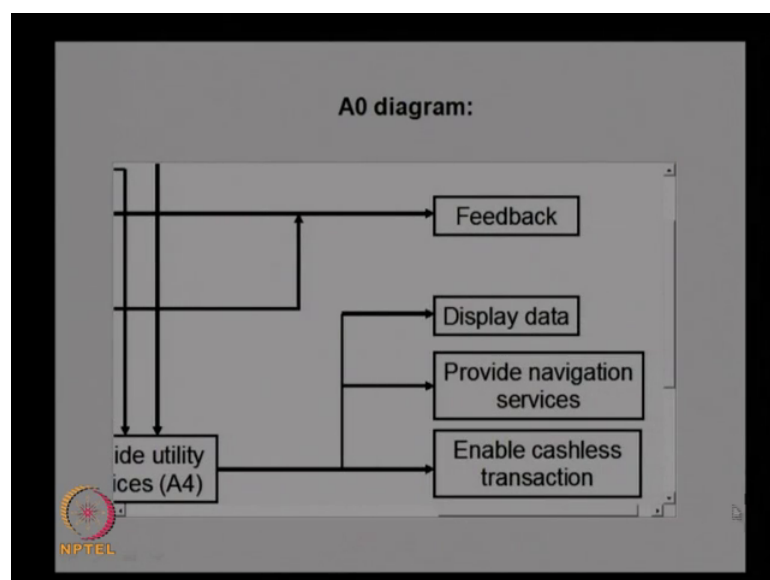 A0 diagram:
Feedback
Display data
Provide navigation
services
Enable cashless
transaction
ide utility
ices (A4)
NPTEL